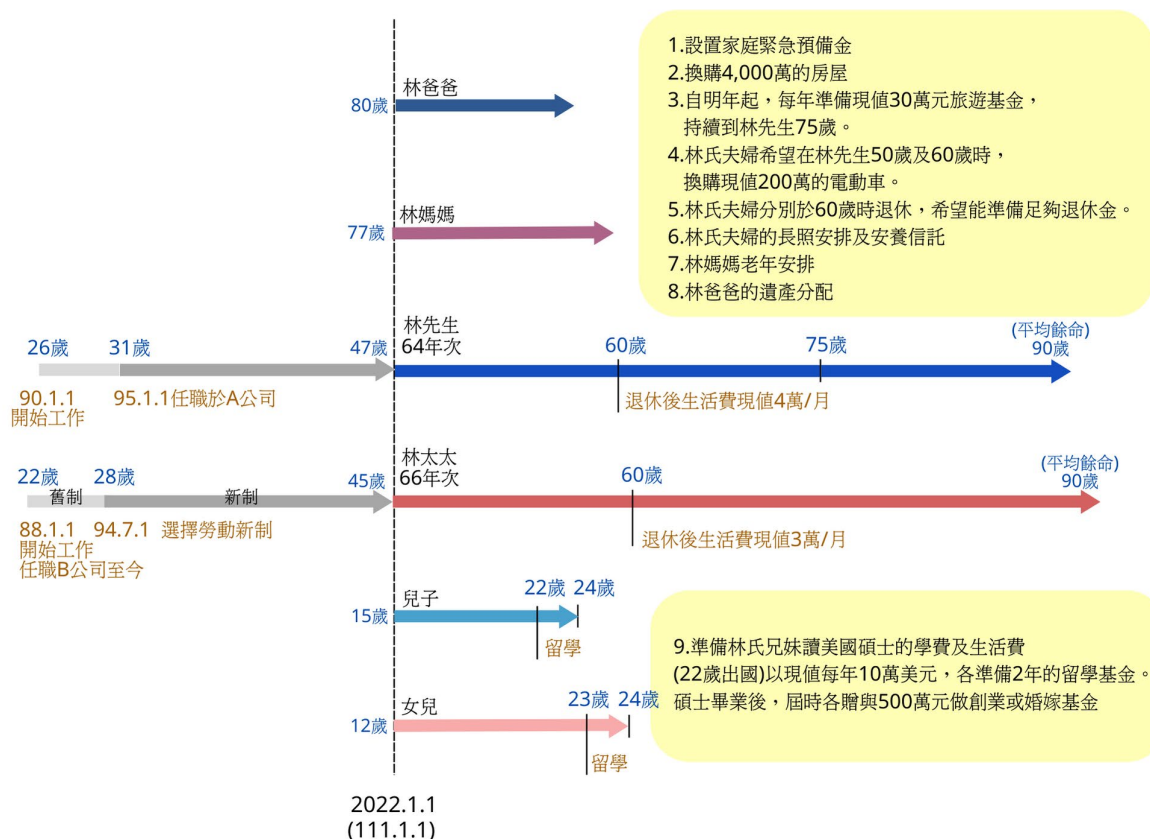 林爸爸
80歲
1.設置家庭緊急預備金
2.換購4,000萬的房屋
3.自明年起，每年準備現值30萬元旅遊基金，
持續到林先生75歲。
4.林氏夫婦希望在林先生50歲及60歲時，
換購現值200萬的電動車。
5.林氏夫婦分別於60歲時退休，希望能準備足夠退休金。
6.林氏夫婦的長照安排及安養信託
7.林媽媽老年安排
8.林爸爸的遺產分配
林媽媽
77歲
林先生
64年次
26歲
31歲
47歲
60歲
75歲
(平均餘命)
90歲
90.1.1
開始工作
95.1.1任職於A公司
退休後生活費現值4萬/月
林太太
66年次
22歲
28歲
45歲
60歲
(平均餘命)
90歲
舊制
新制
88.1.1
開始工作
任職B公司至今
94.7.1 選擇勞動新制
退休後生活費現值3萬/月
兒子
15歲
22歲
24歲
留學
女兒
12歲
23歲
24歲
留學
9.準備林氏兄妹讀美國碩士的學費及生活費
(22歲出國)以現值每年10萬美元，各準備2年的留學基金。
碩士畢業後，屆時各贈與500萬元做創業或婚嫁基金
2022.1.1
(111.1.1)